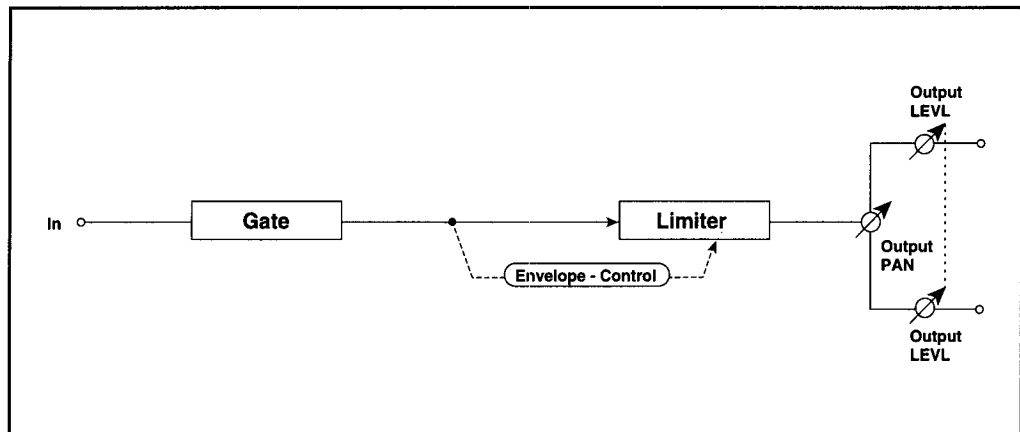 Output
LEVL
In
Gate
Limiter
Output
PAN
Envelope - Control
Output
LEVL